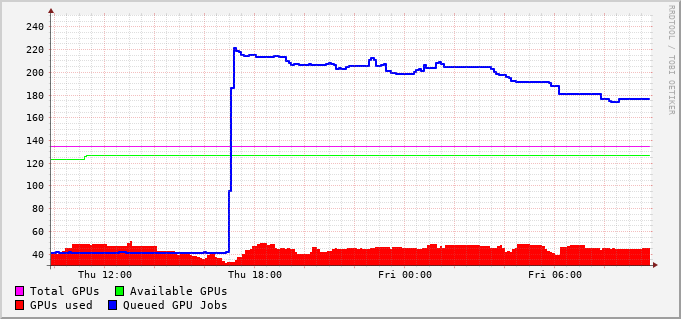 240
220
200
180
160
140
120
100
80
60
40
Thu 12:00 Thu 18:00 Fri 00:00 Fri 06:00
Total GPUs Available GPUs
GPUs used Queued GPU Jobs
RRDTOOL / TOBI OETIKER